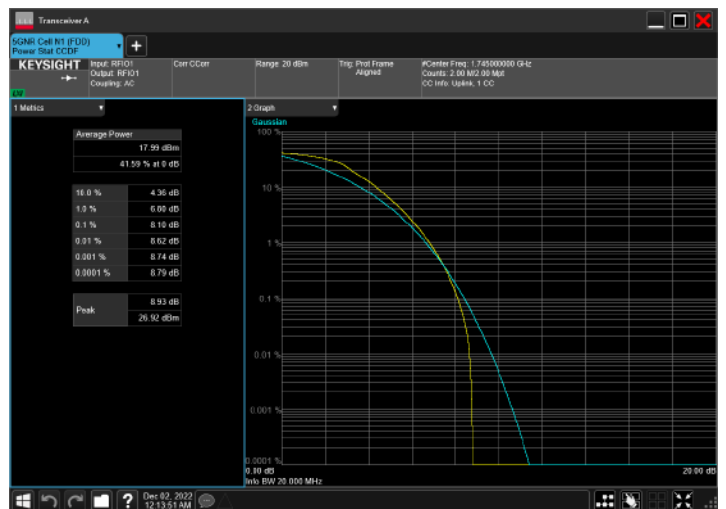 Transceiver A
5GNR Cell N1 (FDD)
Power Stat CCDF
KEYSIGHT
Input: RFIO1
Output: RFIO1
Coupling: AC
Corr CCorr
Range: 20 dBm
Trig: Prot Frame
Aligned
#Center Freq: 1.745000000 GHz
Counts: 2.00 M/2.00 Mpt
CC Info: Uplink, 1 CC
1 Metrics
Average Power
17.99 dBm
41.59 % at 0 dB
10.0 % 4.36 dB
1.0 % 6.60 dB
0.1 % 8.10 dB
0.01 % 8.62 dB
0.001 % 8.74 dB
0.0001 % 8.79 dB
Peak 8.93 dB
26.92 dBm
2 Graph
Gaussian
100 %
10 %
1 %
0.1 %
0.01 %
0.001 %
0.0001 %
0.00 dB
20.00 dB
Info BW 20.000 MHz
Dec 02, 2022
12:13:51 AM